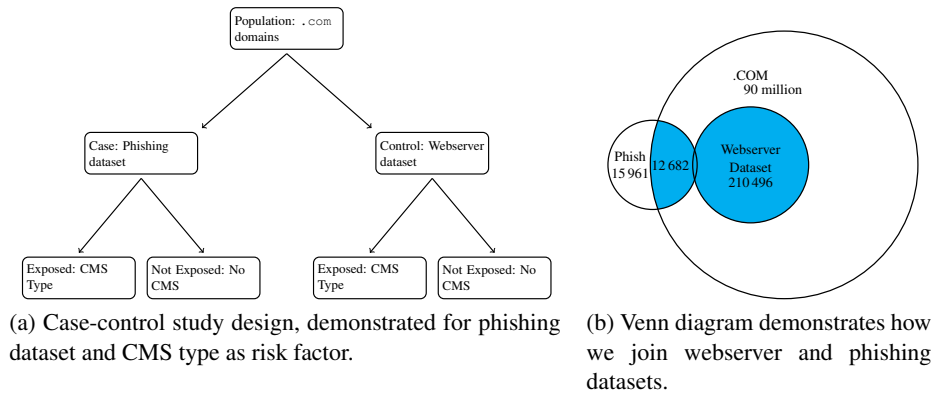 Population: .com
domains
Case: Phishing
dataset
Control: Webserver
dataset
Exposed: CMS
Type
Not Exposed: No
CMS
Exposed: CMS
Type
Not Exposed: No
CMS
(a) Case-control study design, demonstrated for phishing
dataset and CMS type as risk factor.
.COM
90 million
Phish
15 961
12 682
Webserver
Dataset
210 496
(b) Venn diagram demonstrates how
we join webserver and phishing
datasets.